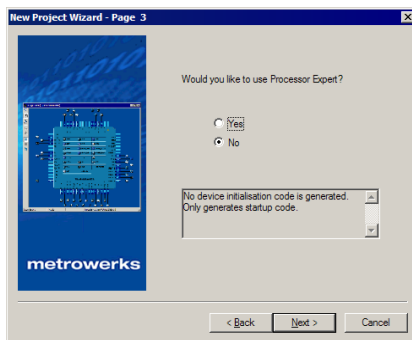 New Project Wizard - Page 3
Would you like to use Processor Expert?
Yes
No
No device initialisation code is generated.
Only generates startup code.
metrowerks
< Back
Next >
Cancel